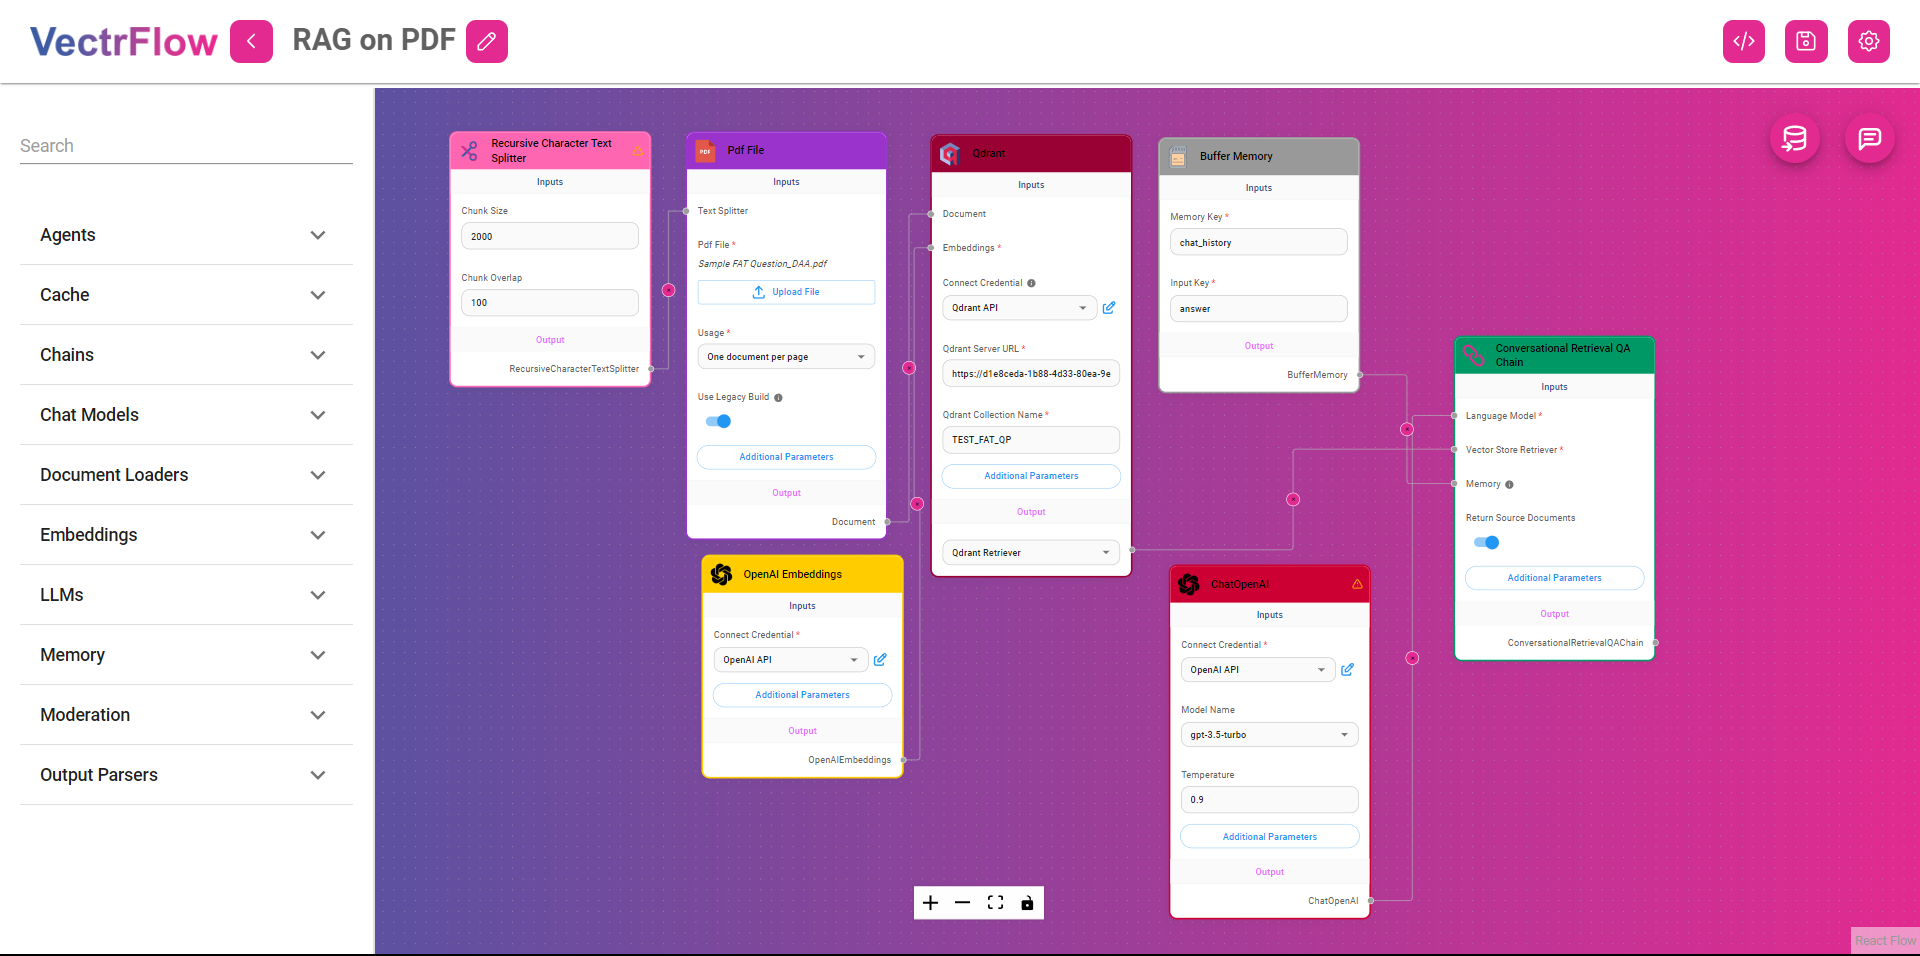 VectrFlow
RAG on PDF
Search
Agents
Cache
Chains
Chat Models
Document Loaders
Embeddings
LLMs
Memory
Moderation
Output Parsers
Recursive Character Text
Splitter
Inputs
Chunk Size
2000
Chunk Overlap
100
Output
RecursiveCharacterTextSplitter
PDF
Pdf File
Inputs
Text Splitter
Pdf File *
Sample FAT Question_DAA.pdf
Upload File
Usage *
One document per page
Use Legacy Build
Additional Parameters
Output
Document
OpenAI Embeddings
Inputs
Connect Credential *
OpenAI API
Additional Parameters
Output
OpenAIEmbeddings
Qdrant
Inputs
Document
Embeddings *
Connect Credential
Qdrant API
Qdrant Server URL *
https://d1e8ceda-1b88-4d33-80ea-9e
Qdrant Collection Name *
TEST_FAT_QP
Additional Parameters
Output
Qdrant Retriever
Buffer Memory
Inputs
Memory Key *
chat_history
Input Key *
answer
Output
BufferMemory
ChatOpenAI
Inputs
Connect Credential *
OpenAI API
Model Name
gpt-3.5-turbo
Temperature
0.9
Additional Parameters
Output
ChatOpenAI
Conversational Retrieval QA
Chain
Inputs
Language Model *
Vector Store Retriever *
Memory
Return Source Documents
Additional Parameters
Output
ConversationalRetrievalQAChain
React Flow